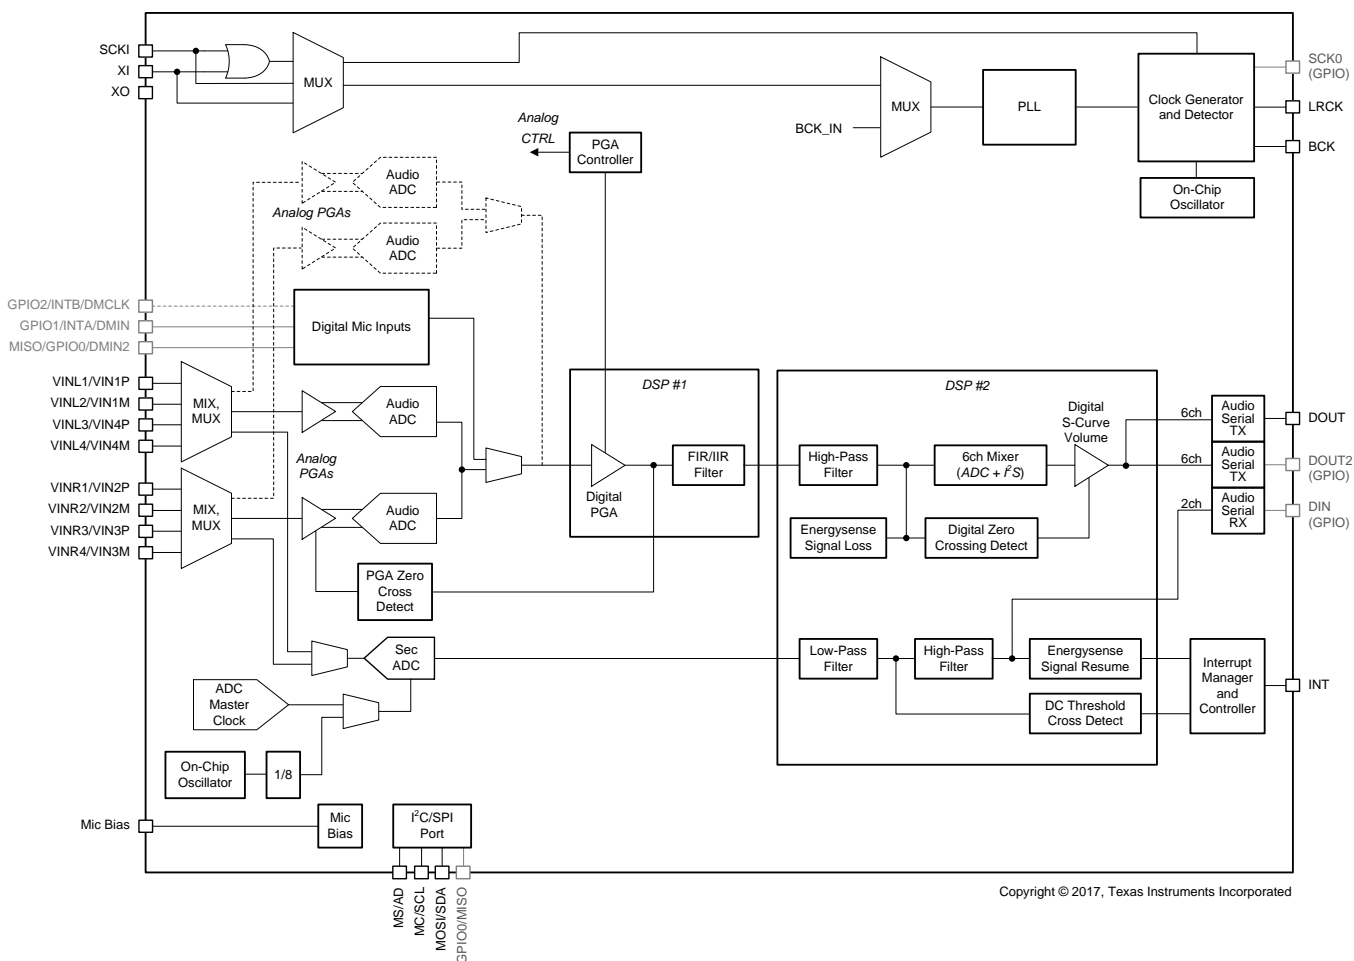 SCKI
XI
XO
MUX
MUX
BCK_IN
PLL
Clock Generator
and Detector
On-Chip
Oscillator
SCK0
(GPIO)
LRCK
BCK
Analog
CTRL
PGA
Controller
Audio
ADC
Analog PGAs
Audio
ADC
GPIO2/INTB/DMCLK
GPIO1/INTA/DMIN
MISO/GPIO0/DMIN2
Digital Mic Inputs
VINL1/VIN1P
VINL2/VIN1M
VINL3/VIN4P
VINL4/VIN4M
MIX,
MUX
Audio
ADC
Analog
PGAs
VINR1/VIN2P
VINR2/VIN2M
VINR3/VIN3P
VINR4/VIN3M
MIX,
MUX
Audio
ADC
PGA Zero
Cross
Detect
DSP #1
Digital
PGA
FIR/IIR
Filter
DSP #2
High-Pass
Filter
6ch Mixer
(ADC + I²S)
Digital
S-Curve
Volume
Energysense
Signal Loss
Digital Zero
Crossing Detect
6ch
Audio
Serial
TX
DOUT
6ch
Audio
Serial
TX
DOUT2
(GPIO)
2ch
Audio
Serial
RX
DIN
(GPIO)
Sec
ADC
Low-Pass
Filter
High-Pass
Filter
Energysense
Signal Resume
DC Threshold
Cross Detect
Interrupt
Manager
and
Controller
INT
ADC
Master
Clock
On-Chip
Oscillator
1/8
Mic Bias
Mic
Bias
I²C/SPI
Port
MS/AD
MC/SCL
MOSI/SDA
GPIO0/MISO
Copyright © 2017, Texas Instruments Incorporated